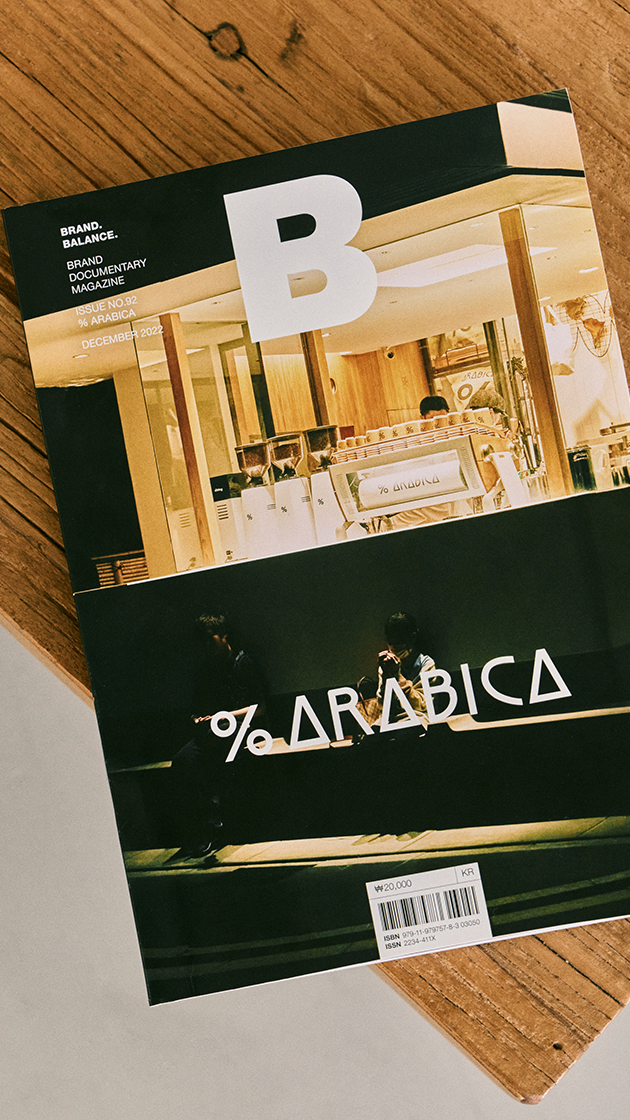 BRAND.
BALANCE.
BRAND
DOCUMENTARY
MAGAZINE
ISSUE NO.92
% ARABICA
DECEMBER 2022
B
ARABICA
%
% ARABICA
%
%
%
% ARABICA
₩20,000
KR
ISBN 979-11-979757-8-3 03050
ISSN 2234-411X